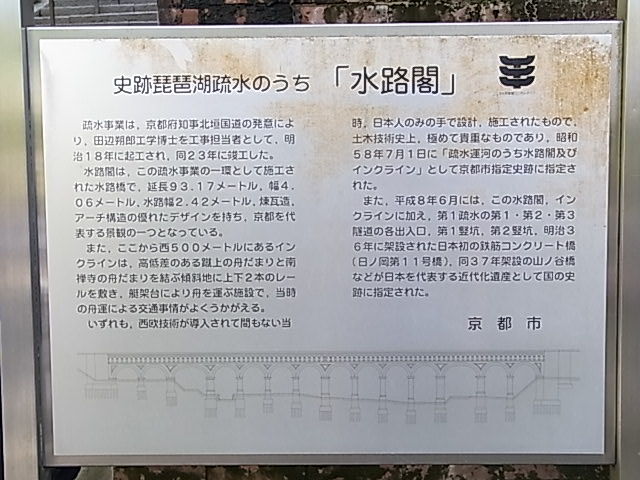 史跡琵琶湖疏水のうち 「水路閣」
疏水事業は，京都府知事北垣国道の発意によ
り，田辺朔郎工学博士を工事担当者として，明
治18年に起工され，同23年に竣工した。
水路閣は，この疏水事業の一環として施工さ
れた水路橋で，延長93.17メートル，幅4.
06メートル，水路幅2.42メートル，煉瓦造，
アーチ構造の優れたデザインを持ち，京都を代
表する景観の一つとなっている。
また，ここから西500メートルにあるイン
クラインは，高低差のある蹴上の舟だまりと南
禅寺の舟だまりを結ぶ傾斜地に上下2本のレー
ルを敷き，艇架台により舟を運ぶ施設で，当時
の舟運による交通事情がよくうかがえる。
いずれも，西欧技術が導入されて間もない当
時，日本人のみの手で設計，施工されたもので，
土木技術史上，極めて貴重なものであり，昭和
58年7月1日に「疏水運河のうち水路閣及び
インクライン」として京都市指定史跡に指定さ
れた。
また，平成8年6月には，この水路閣，イン
クラインに加え，第1疏水の第1・第2・第3
隧道の各出入口，第1竪坑，第2竪坑，明治3
6年に架設された日本初の鉄筋コンクリート橋
（日ノ岡第11号橋），同37年架設の山ノ谷橋
などが日本を代表する近代化遺産として国の史
跡に指定された。
京都市